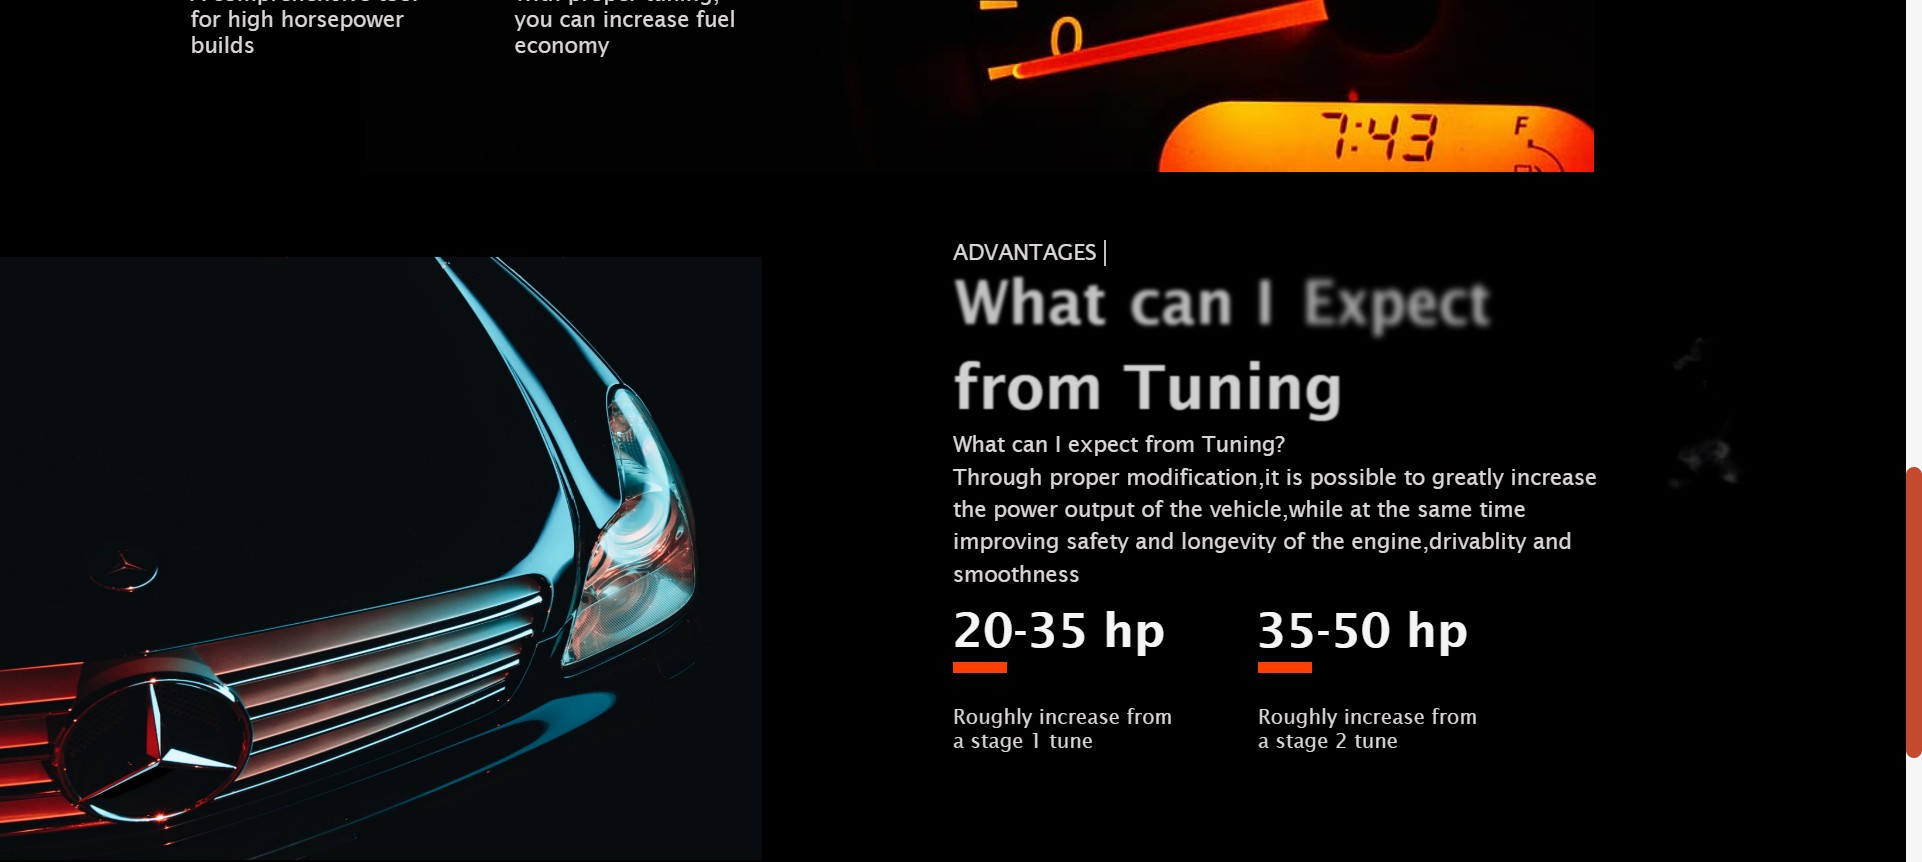 for high horsepower
builds
you can increase fuel
economy
0
7:43
F
ADVANTAGES
What can I Expect
from Tuning
What can I expect from Tuning?
Through proper modification,it is possible to greatly increase
the power output of the vehicle,while at the same time
improving safety and longevity of the engine,drivablity and
smoothness
20-35 hp
35-50 hp
Roughly increase from
a stage 1 tune
Roughly increase from
a stage 2 tune